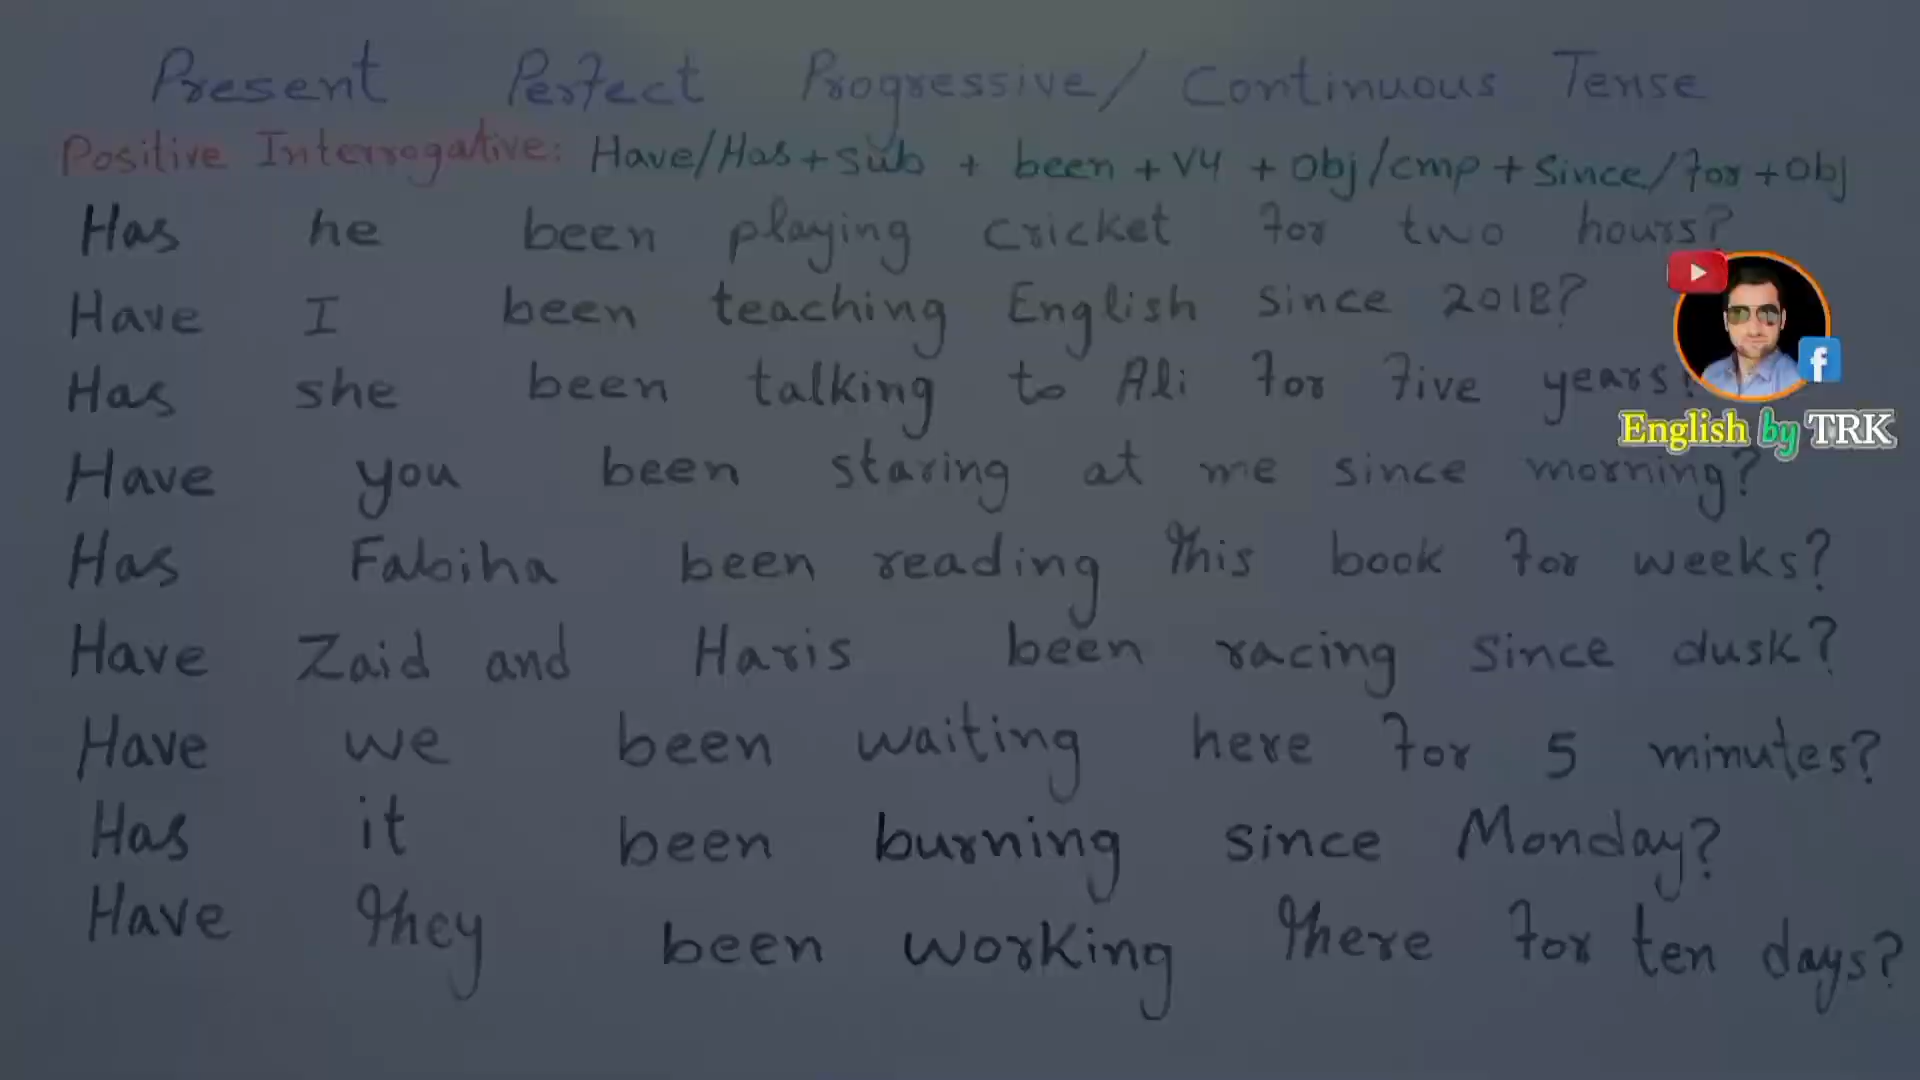 Present Perfect Progressive/ Continuous Tense
Positive Interrogative: Have/Has + Sub + been + V4 + Obj/cmp + Since/for + Obj
Has he been playing cricket for two hours?
Have I been teaching English since 2018?
Has she been talking to Ali for five years?
English by TRK
Have you been staring at me since morning?
Has Fabiha been reading this book for weeks?
Have Zaid and Haris been racing since dusk?
Have we been waiting here for 5 minutes?
Has it been burning since Monday?
Have they been working there for ten days?